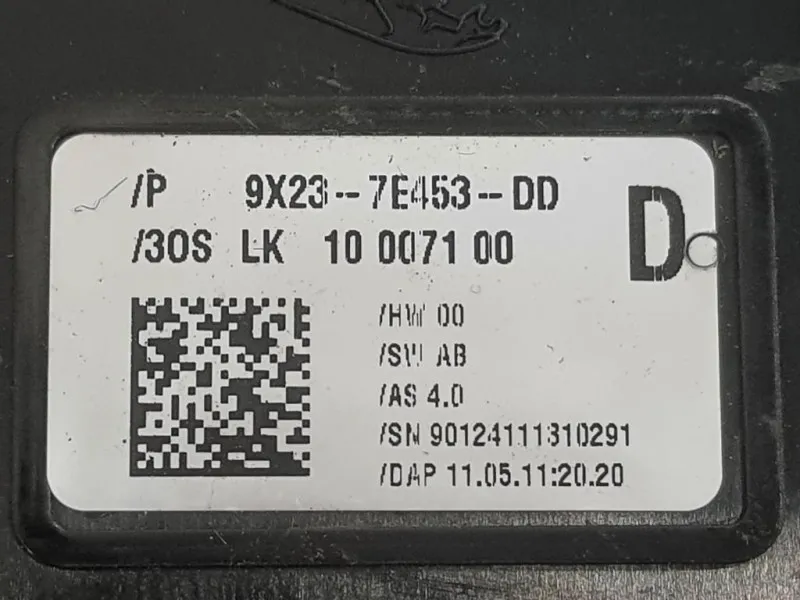 /P 9X23-7E453-DD
D
/3OS LK 10 0071 00
/HW 00
/SW AB
/AS 4.0
/SN 90124111310291
/DAP 11.05.11:20.20